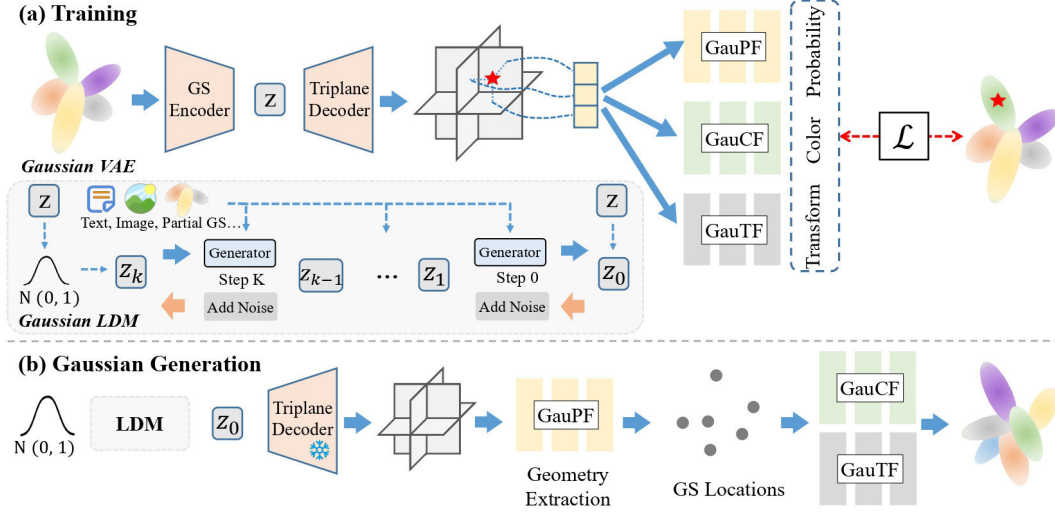 (a) Training
GS
Encoder
Z
Triplane
Decoder
GauPF
GauCF
GauTF
Probability
Color
Transform
ℒ
Gaussian VAE
Z
Text, Image, Partial GS...
N (0, 1)
Z_k
Generator
Step K
Add Noise
Z_{k-1}
...
Z_1
Generator
Step 0
Add Noise
Z
Z_0
Gaussian LDM
(b) Gaussian Generation
N (0, 1)
LDM
Z_0
Triplane
Decoder
GauPF
Geometry
Extraction
GS Locations
GauCF
GauTF